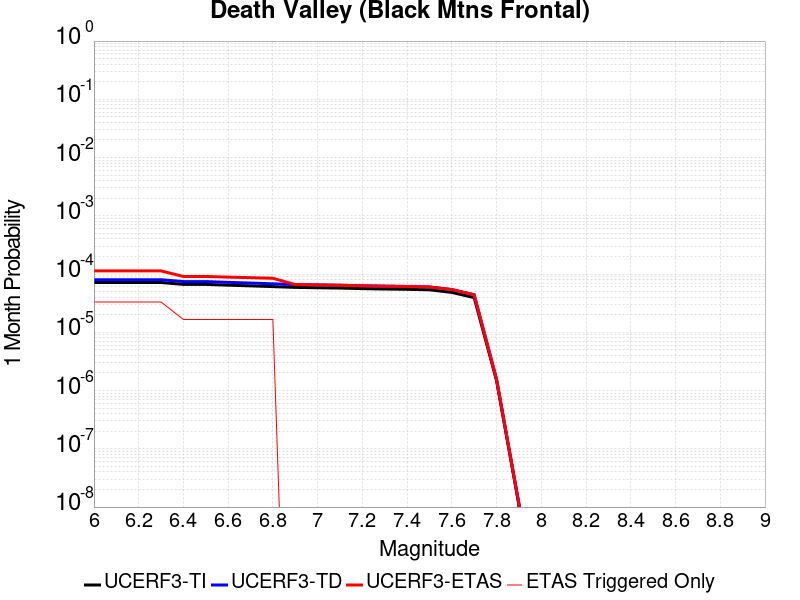 Death Valley (Black Mtns Frontal)
1 Month Probability
10^0
10^-1
10^-2
10^-3
10^-4
10^-5
10^-6
10^-7
10^-8
6 6.2 6.4 6.6 6.8 7 7.2 7.4 7.6 7.8 8 8.2 8.4 8.6 8.8 9
Magnitude
UCERF3-TI UCERF3-TD UCERF3-ETAS ETAS Triggered Only